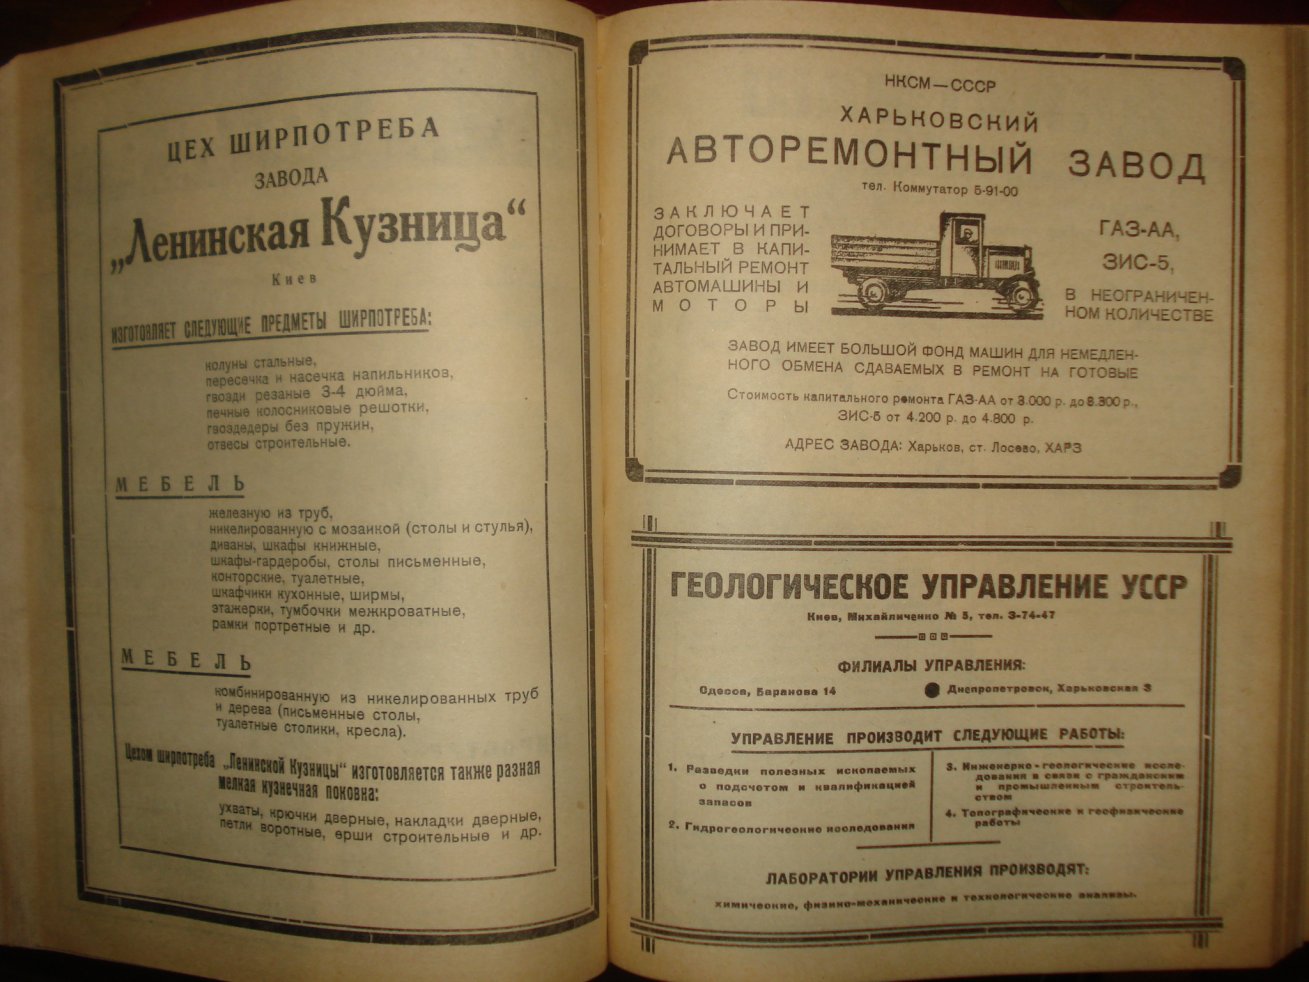 ЦЕХ ШИРПОТРЕБА
ЗАВОДА
„Ленинская Кузница“
Киев
ИЗГОТОВЛЯЕТ СЛЕДУЮЩИЕ ПРЕДМЕТЫ ШИРПОТРЕБА:
колуны стальные,
пересечка и насечка напильников,
гвозди резаные 3-4 дюйма,
печные колосниковые решотки,
гвоздедеры без пружин,
отвесы строительные.
МЕБЕЛЬ
железную из труб,
никелированную с мозаикой (столы и стулья),
диваны, шкафы книжные,
шкафы-гардеробы, столы письменные,
конторские, туалетные,
шкафчики кухонные, ширмы,
этажерки, тумбочки межкроватные,
рамки портретные и др.
МЕБЕЛЬ
комбинированную из никелированных труб
и дерева (письменные столы,
туалетные столики, кресла).
Цехом ширпотреба „Ленинской Кузницы“ изготовляется также разная
мелкая кузнечная поковка:
ухваты, крючки дверные, накладки дверные,
петли воротные, ерши строительные и др.
НКСМ—СССР
ХАРЬКОВСКИЙ
АВТОРЕМОНТНЫЙ ЗАВОД
тел. Коммутатор 5-91-00
ЗАКЛЮЧАЕТ
ДОГОВОРЫ И ПРИ-
НИМАЕТ В КАПИ-
ТАЛЬНЫЙ РЕМОНТ
АВТОМАШИНЫ И
МОТОРЫ
ГАЗ-АА,
ЗИС-5,
В НЕОГРАНИЧЕН-
НОМ КОЛИЧЕСТВЕ
ЗАВОД ИМЕЕТ БОЛЬШОЙ ФОНД МАШИН ДЛЯ НЕМЕДЛЕН-
НОГО ОБМЕНА СДАВАЕМЫХ В РЕМОНТ НА ГОТОВЫЕ
Стоимость капитального ремонта ГАЗ-АА от 3.000 р. до 3.300 р.,
ЗИС-5 от 4.200 р. до 4.800 р.
АДРЕС ЗАВОДА: Харьков, ст. Лосево, ХАРЗ
ГЕОЛОГИЧЕСКОЕ УПРАВЛЕНИЕ УССР
Киев, Михайличенко № 5, тел. 3-74-47
ФИЛИАЛЫ УПРАВЛЕНИЯ:
Одесса, Баранова 14 ● Днепропетровск, Харьковская 3
УПРАВЛЕНИЕ ПРОИЗВОДИТ СЛЕДУЮЩИЕ РАБОТЫ:
1. Разведки полезных ископаемых
с подсчетом и квалификацией
запасов
2. Гидрогеологические исследования
3. Инженерно-геологические иссле-
дования в связи с гражданским
и промышленным строитель-
ством
4. Топографические и геофизические
работы
ЛАБОРАТОРИИ УПРАВЛЕНИЯ ПРОИЗВОДЯТ:
химические, физико-механические и технологические анализы.